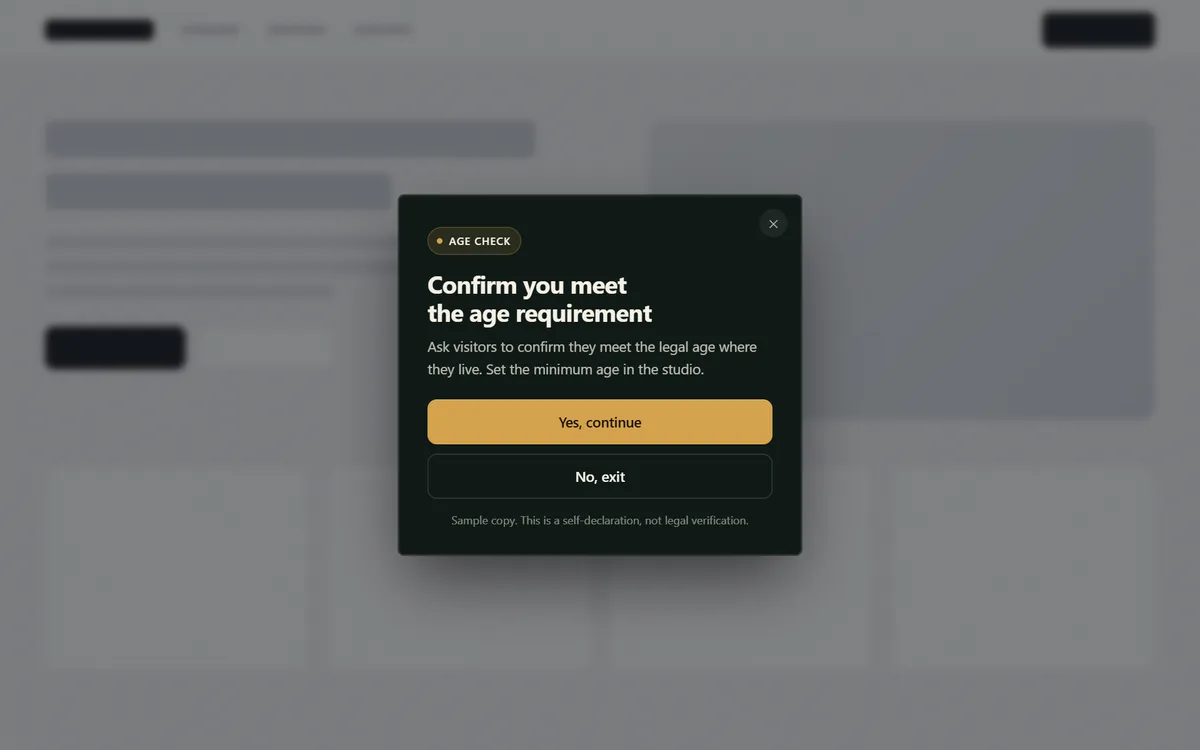 AGE CHECK
Confirm you meet
the age requirement
Ask visitors to confirm they meet the legal age where
they live. Set the minimum age in the studio.
Yes, continue
No, exit
Sample copy. This is a self-declaration, not legal verification.